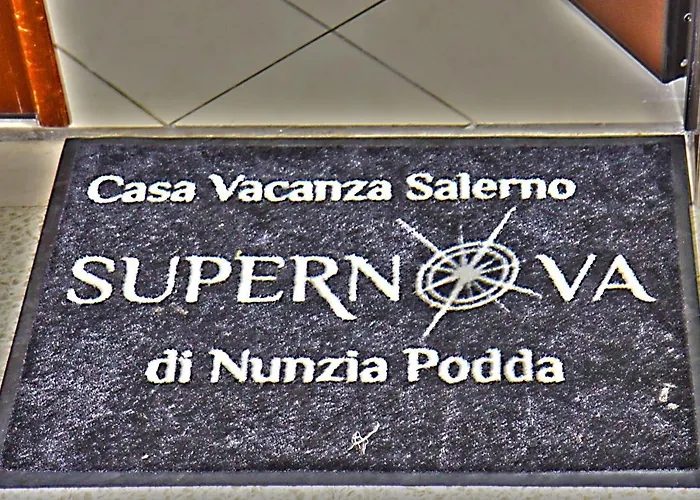 Casa Vacanza Salerno
SUPERNOVA
di Nunzia Podda